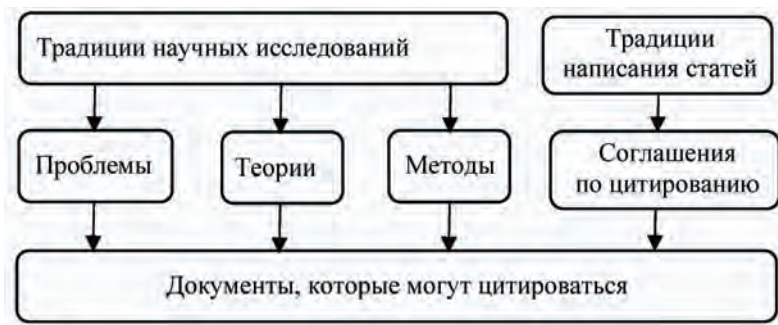 Традиции научных исследований
Традиции
написания статей
Проблемы
Теории
Методы
Соглашения
по цитированию
Документы, которые могут цитироваться